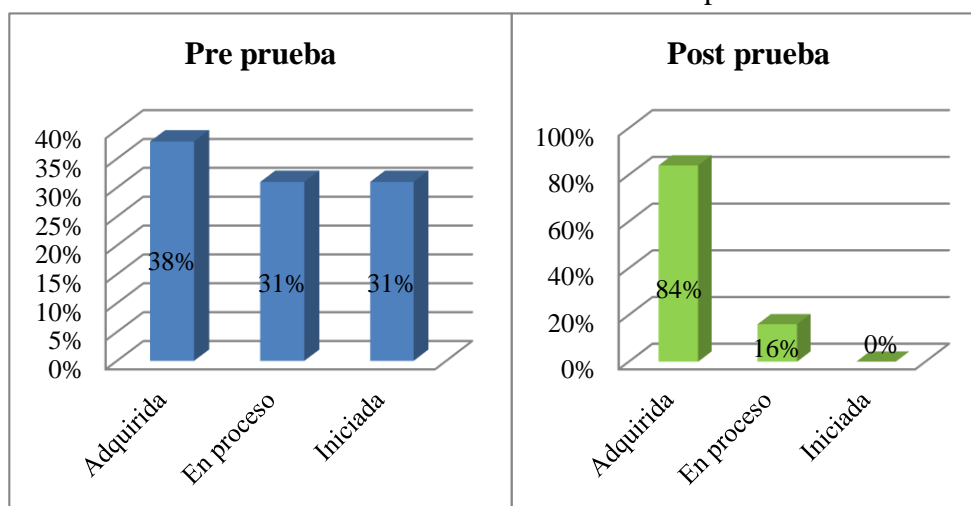 Pre prueba
40%
35%
30%
25%
20%
15%
10%
5%
0%
38%
31%
31%
Adquirida
En proceso
Iniciada
Post prueba
100%
80%
60%
40%
20%
0%
84%
16%
0%
Adquirida
En proceso
Iniciada